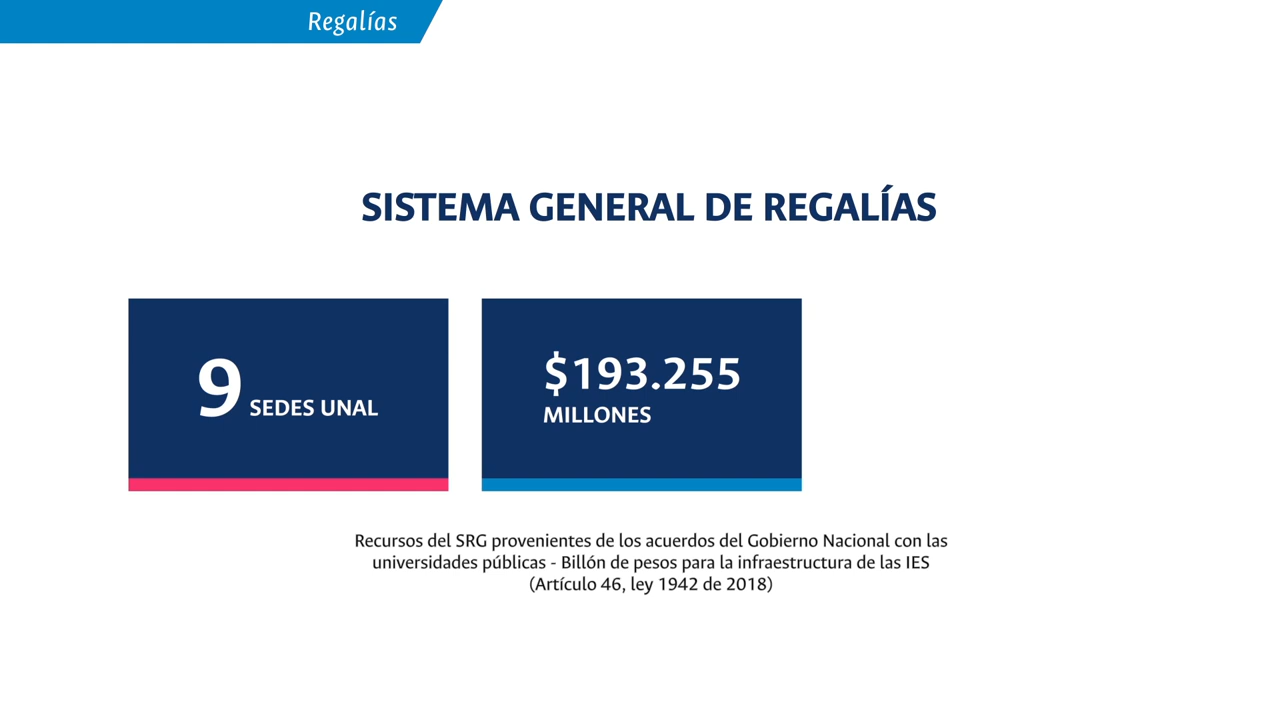 Regalías
SISTEMA GENERAL DE REGALÍAS
9 SEDES UNAL
$193.255
MILLONES
Recursos del SRG provenientes de los acuerdos del Gobierno Nacional con las
universidades públicas - Billón de pesos para la infraestructura de las IES
(Artículo 46, ley 1942 de 2018)